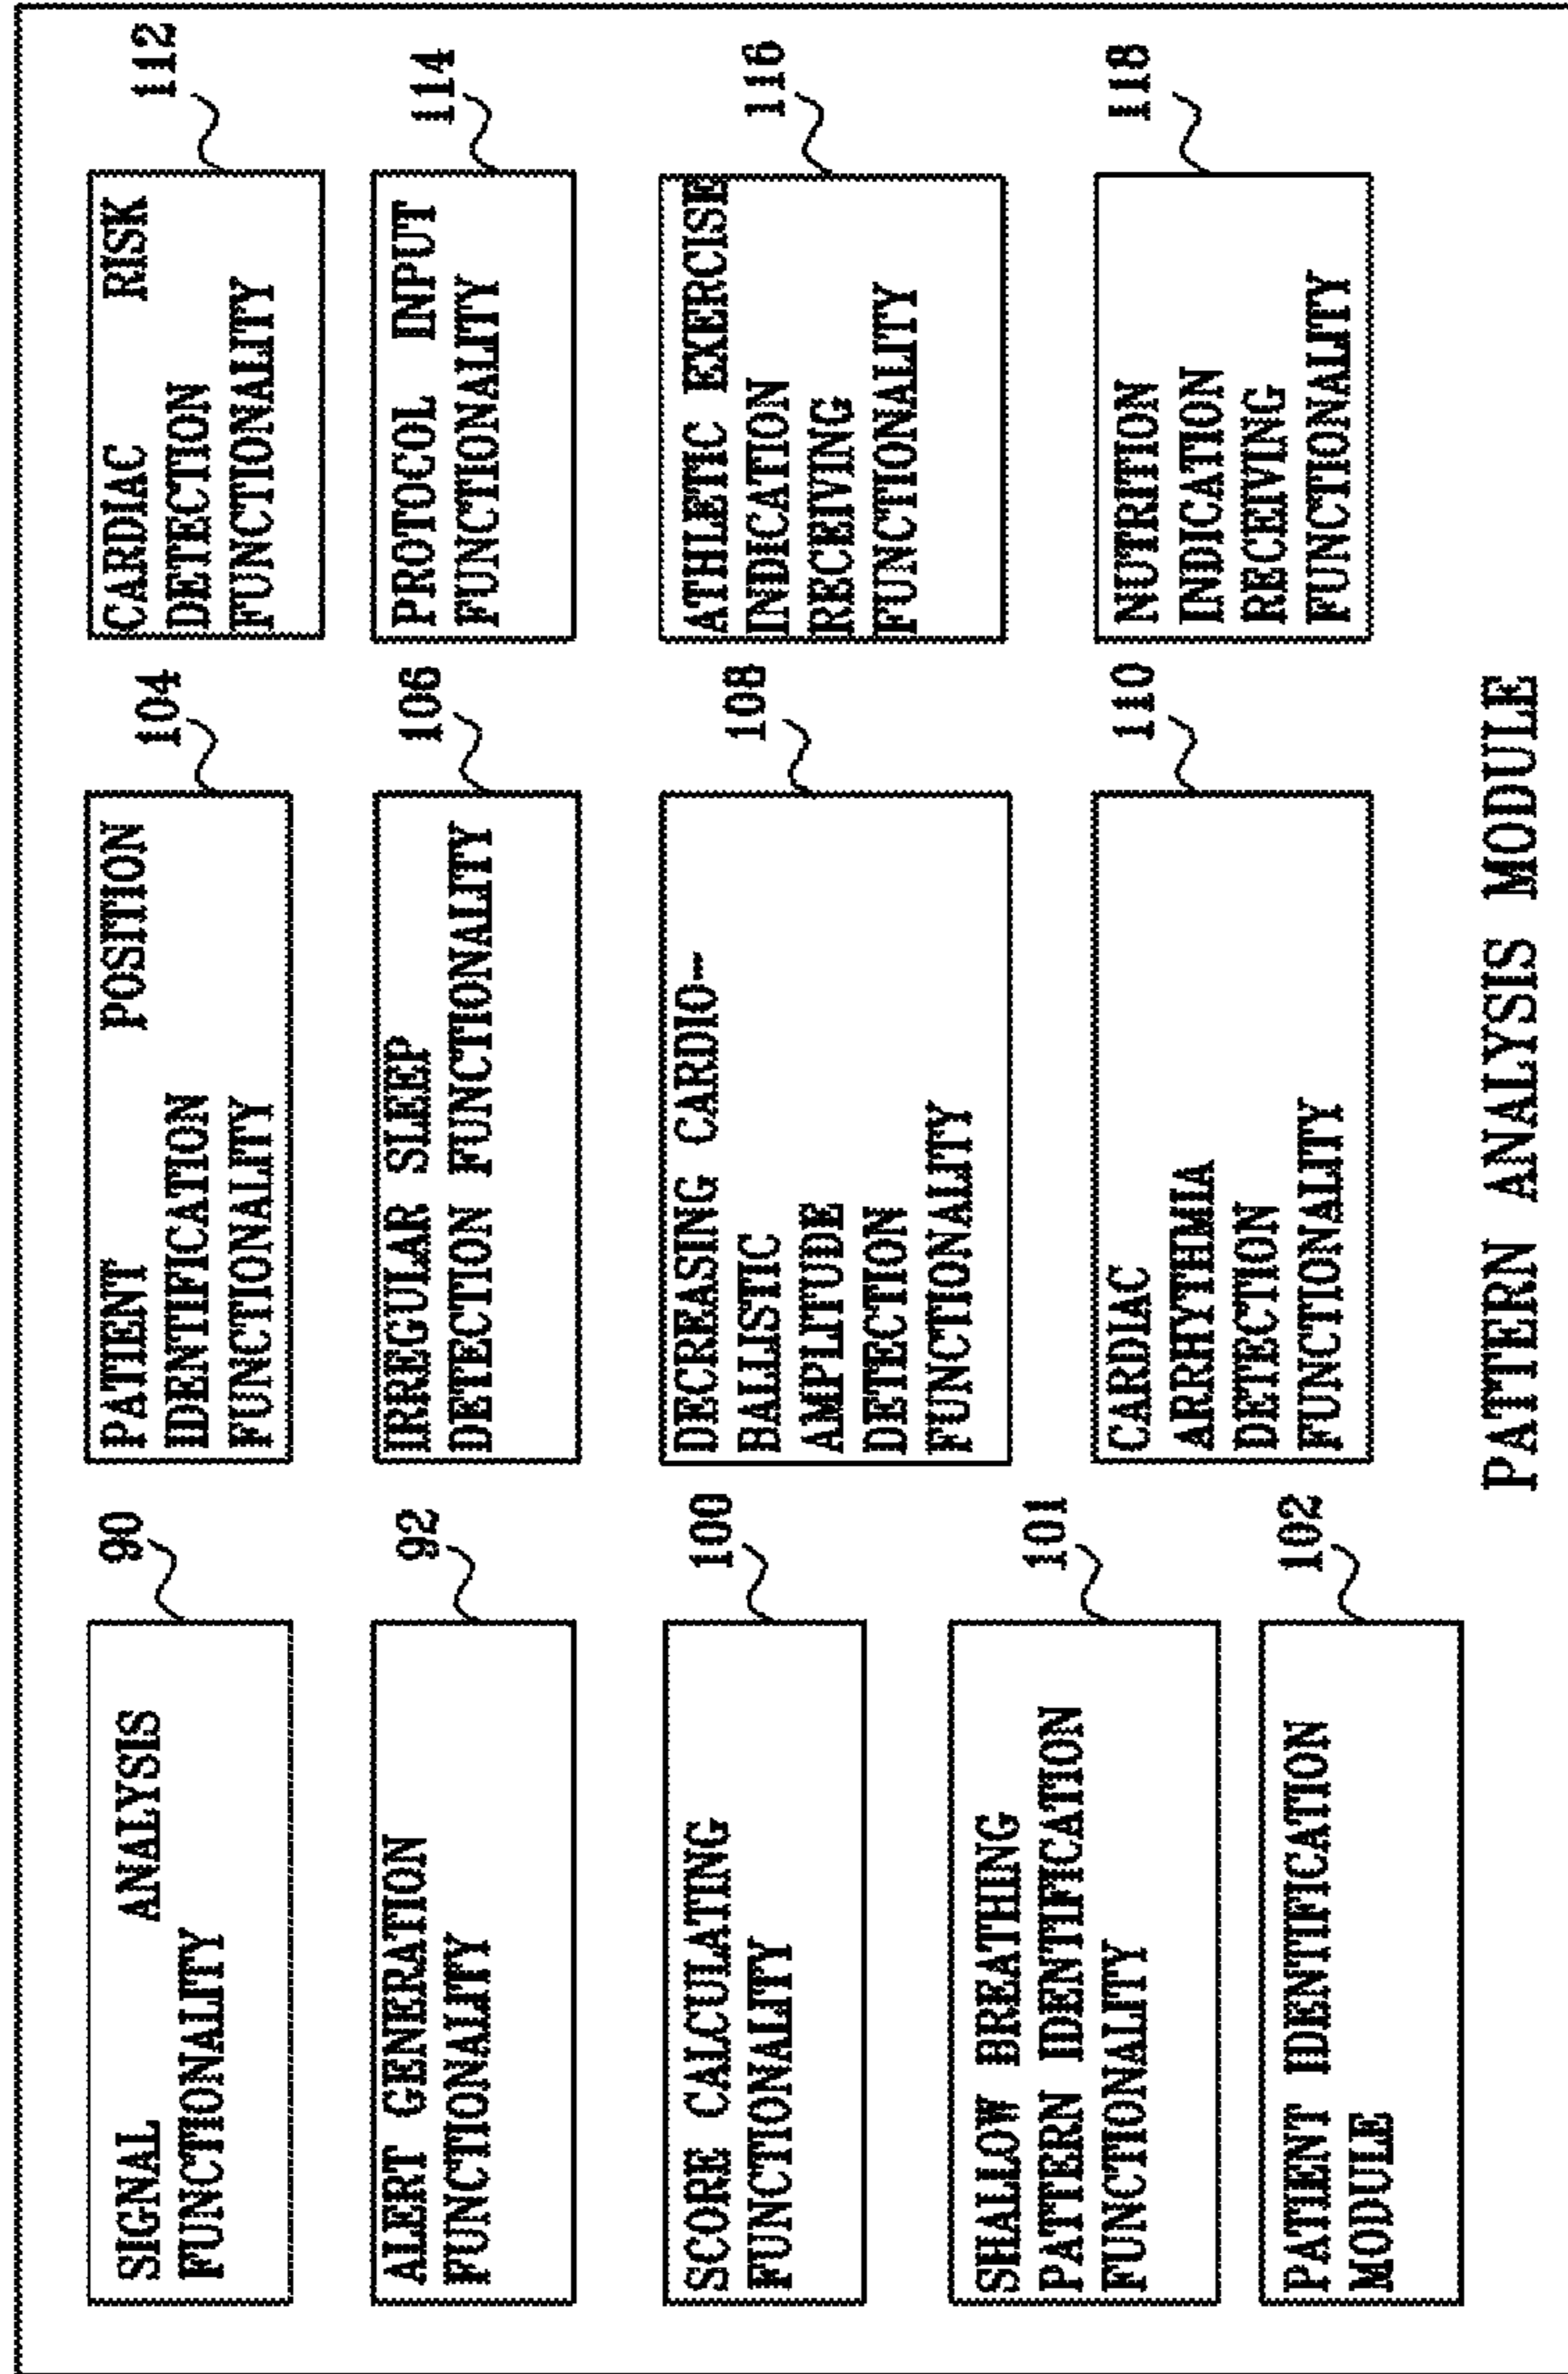 90
SIGNAL ANALYSIS
FUNCTIONALITY
92
ALERT GENERATION
FUNCTIONALITY
100
SCORE CALCULATING
FUNCTIONALITY
101
SHALLOW BREATHING
PATTERN IDENTIFICATION
FUNCTIONALITY
102
PATIENT IDENTIFICATION
MODULE
104
PATIENT POSITION
IDENTIFICATION
FUNCTIONALITY
106
IRREGULAR SLEEP
DETECTION FUNCTIONALITY
108
DECREASING CARDIO-
BALLISTIC
AMPLITUDE
DETECTION
FUNCTIONALITY
110
CARDIAC
ARRHYTHMIA
DETECTION
FUNCTIONALITY
112
CARDIAC RISK
DETECTION
FUNCTIONALITY
114
PROTOCOL INPUT
FUNCTIONALITY
116
ATHLETIC EXERCISE
INDICATION
RECEIVING
FUNCTIONALITY
118
NUTRITION
INDICATION
RECEIVING
FUNCTIONALITY
PATTERN ANALYSIS MODULE